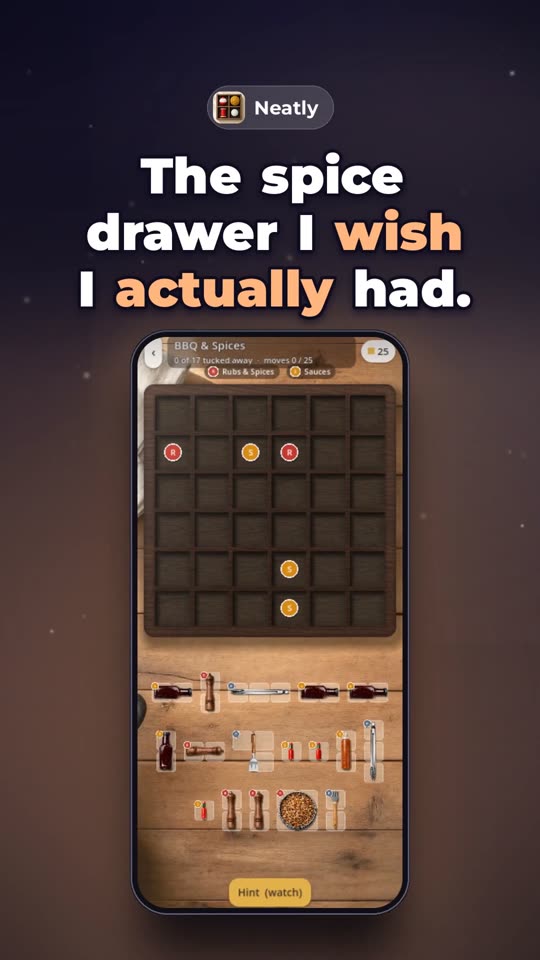 Neatly
The spice
drawer I wish
I actually had.
BBQ & Spices
25
0 of 17 tucked away · moves 0 / 25
R Rubs & Spices
S Sauces
R
S
R
S
S
Hint (watch)